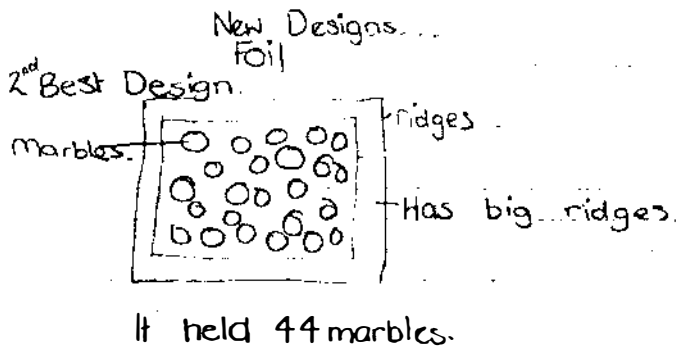 New Designs...
Foil
2nd Best Design.
marbles.
ridges.
Has big ridges.
It held 44 marbles.